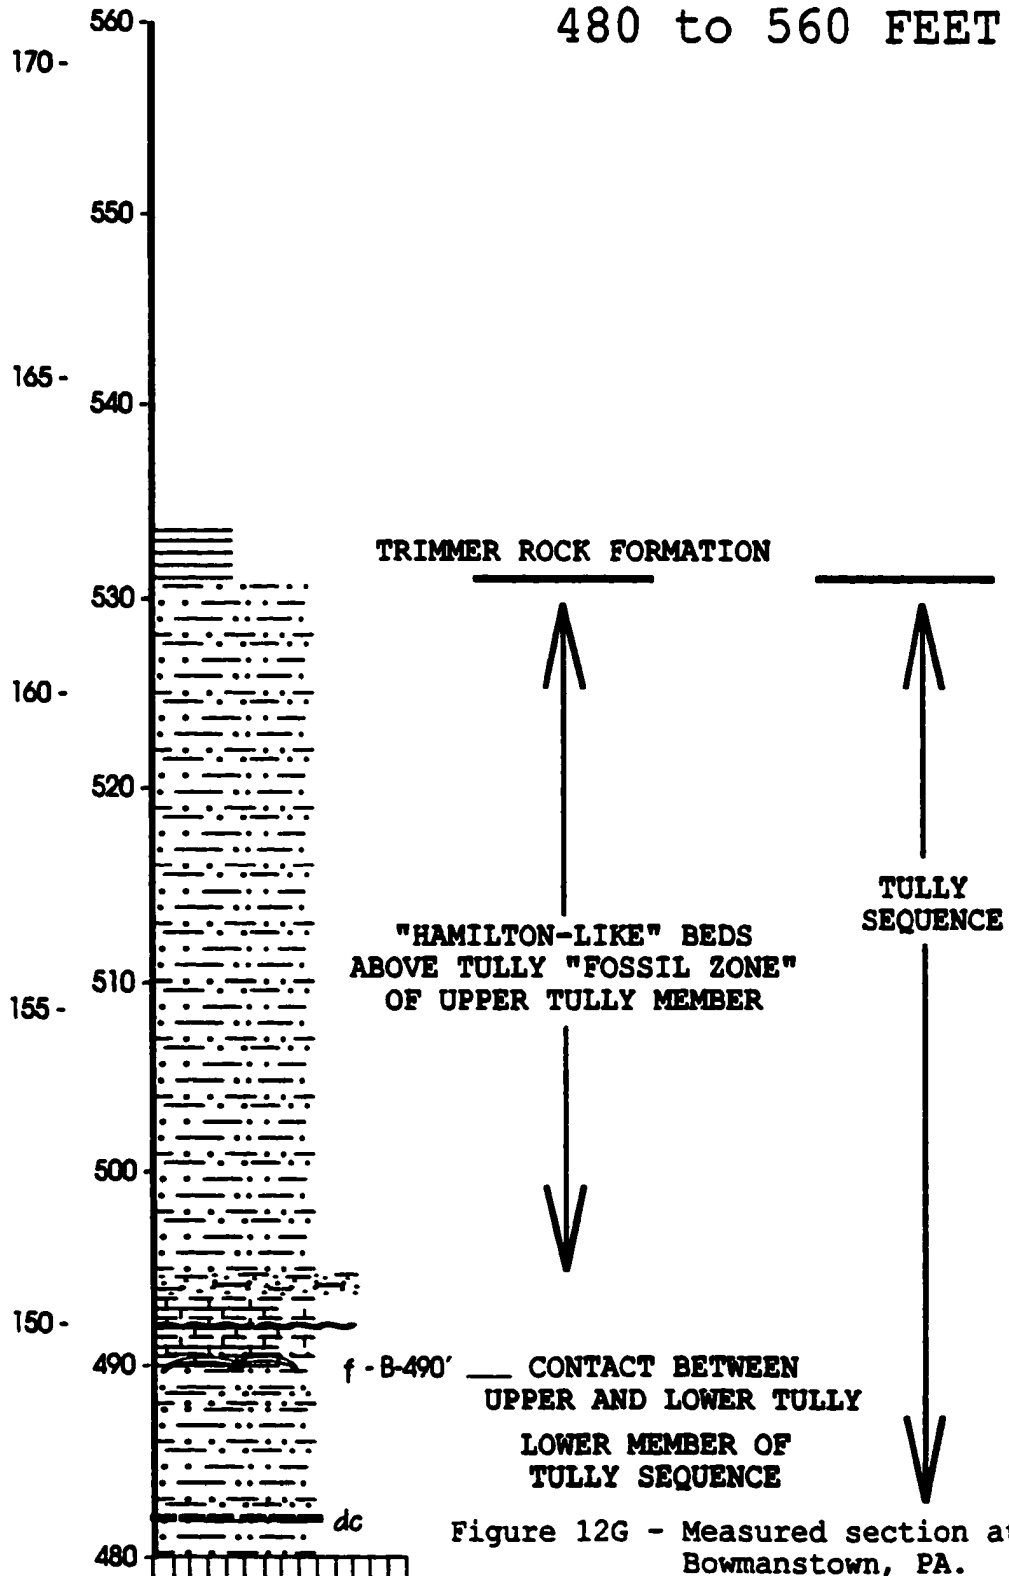 480 to 560 FEET
560
170-
550
165-
540
TRIMMER ROCK FORMATION
530
160-
520
TULLY
SEQUENCE
"HAMILTON-LIKE" BEDS
ABOVE TULLY "FOSSIL ZONE"
OF UPPER TULLY MEMBER
510
155-
500
150-
490
f - B-490' __ CONTACT BETWEEN
UPPER AND LOWER TULLY
LOWER MEMBER OF
TULLY SEQUENCE
dc
Figure 12G - Measured section at
Bowmanstown, PA.
480